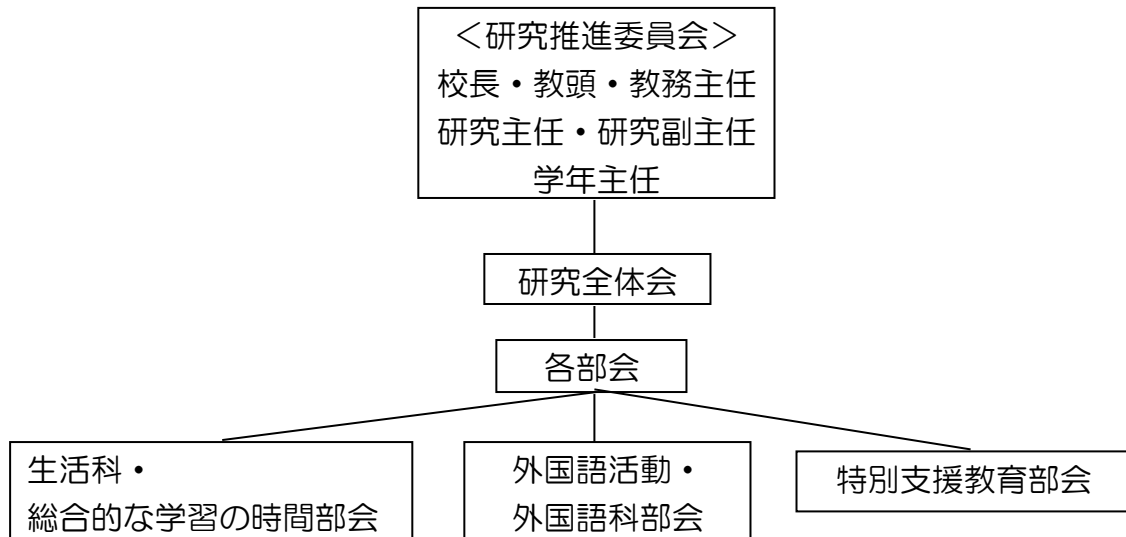 ＜研究推進委員会＞
校長・教頭・教務主任
研究主任・研究副主任
学年主任
研究全体会
各部会
生活科・
総合的な学習の時間部会
外国語活動・
外国語科部会
特別支援教育部会